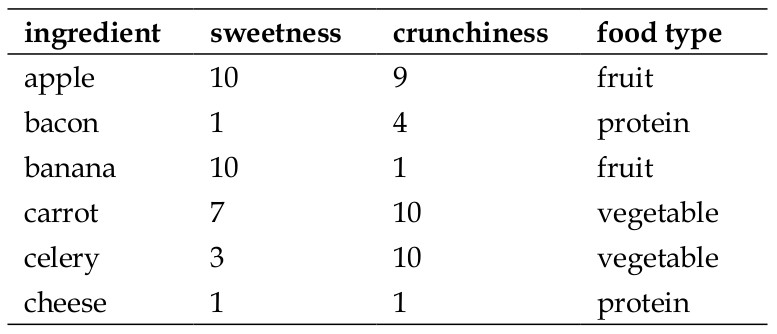 ingredient sweetness crunchiness food type
apple 10 9 fruit
bacon 1 4 protein
banana 10 1 fruit
carrot 7 10 vegetable
celery 3 10 vegetable
cheese 1 1 protein